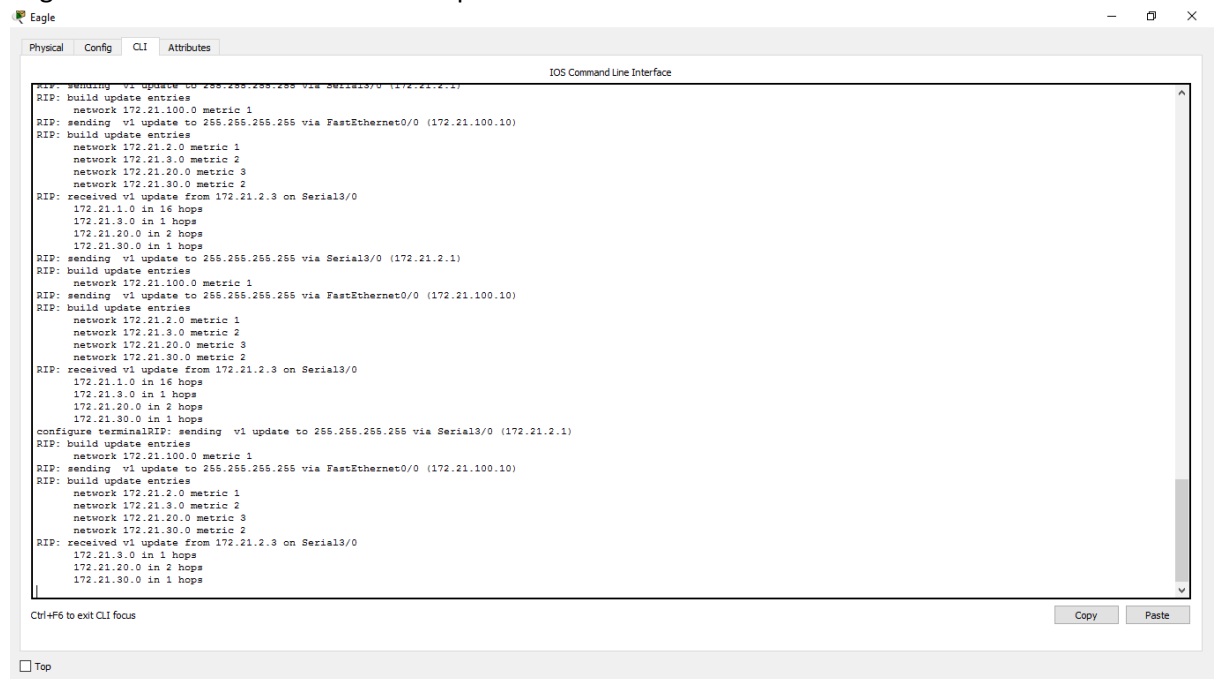 Eagle
Physical Config CLI Attributes
IOS Command Line Interface
RIP: sending  v1 update to 255.255.255.255 via Serial3/0 (172.21.2.1)
RIP: build update entries
      network 172.21.100.0 metric 1
RIP: sending  v1 update to 255.255.255.255 via FastEthernet0/0 (172.21.100.10)
RIP: build update entries
      network 172.21.2.0 metric 1
      network 172.21.3.0 metric 2
      network 172.21.20.0 metric 3
      network 172.21.30.0 metric 2
RIP: received v1 update from 172.21.2.3 on Serial3/0
      172.21.1.0 in 16 hops
      172.21.3.0 in 1 hops
      172.21.20.0 in 2 hops
      172.21.30.0 in 1 hops
RIP: sending  v1 update to 255.255.255.255 via Serial3/0 (172.21.2.1)
RIP: build update entries
      network 172.21.100.0 metric 1
RIP: sending  v1 update to 255.255.255.255 via FastEthernet0/0 (172.21.100.10)
RIP: build update entries
      network 172.21.2.0 metric 1
      network 172.21.3.0 metric 2
      network 172.21.20.0 metric 3
      network 172.21.30.0 metric 2
RIP: received v1 update from 172.21.2.3 on Serial3/0
      172.21.1.0 in 16 hops
      172.21.3.0 in 1 hops
      172.21.20.0 in 2 hops
      172.21.30.0 in 1 hops
configure terminalRIP: sending  v1 update to 255.255.255.255 via Serial3/0 (172.21.2.1)
RIP: build update entries
      network 172.21.100.0 metric 1
RIP: sending  v1 update to 255.255.255.255 via FastEthernet0/0 (172.21.100.10)
RIP: build update entries
      network 172.21.2.0 metric 1
      network 172.21.3.0 metric 2
      network 172.21.20.0 metric 3
      network 172.21.30.0 metric 2
RIP: received v1 update from 172.21.2.3 on Serial3/0
      172.21.3.0 in 1 hops
      172.21.20.0 in 2 hops
      172.21.30.0 in 1 hops
Ctrl+F6 to exit CLI focus
Copy Paste
Top